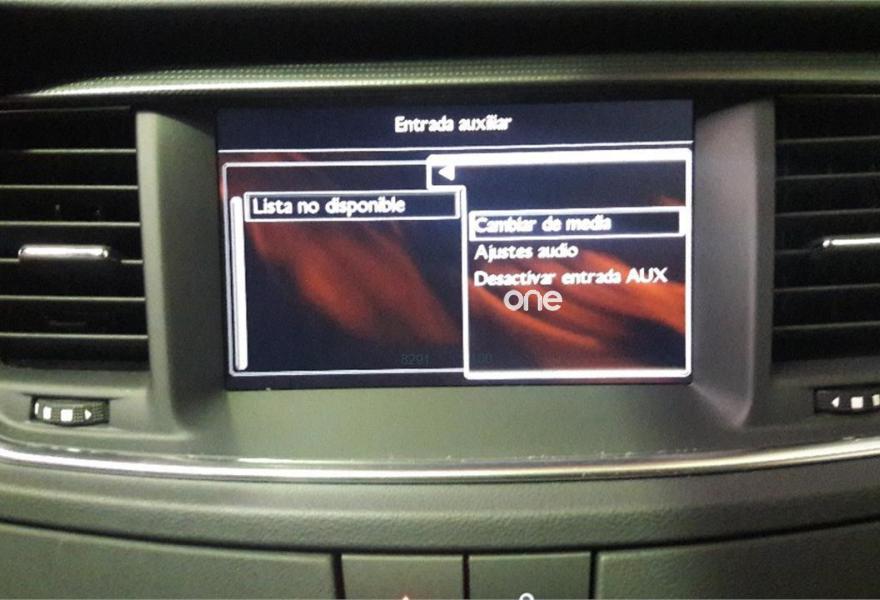 Entrada auxiliar
Lista no disponible
Cambiar de media
Ajustes audio
Desactivar entrada AUX
one